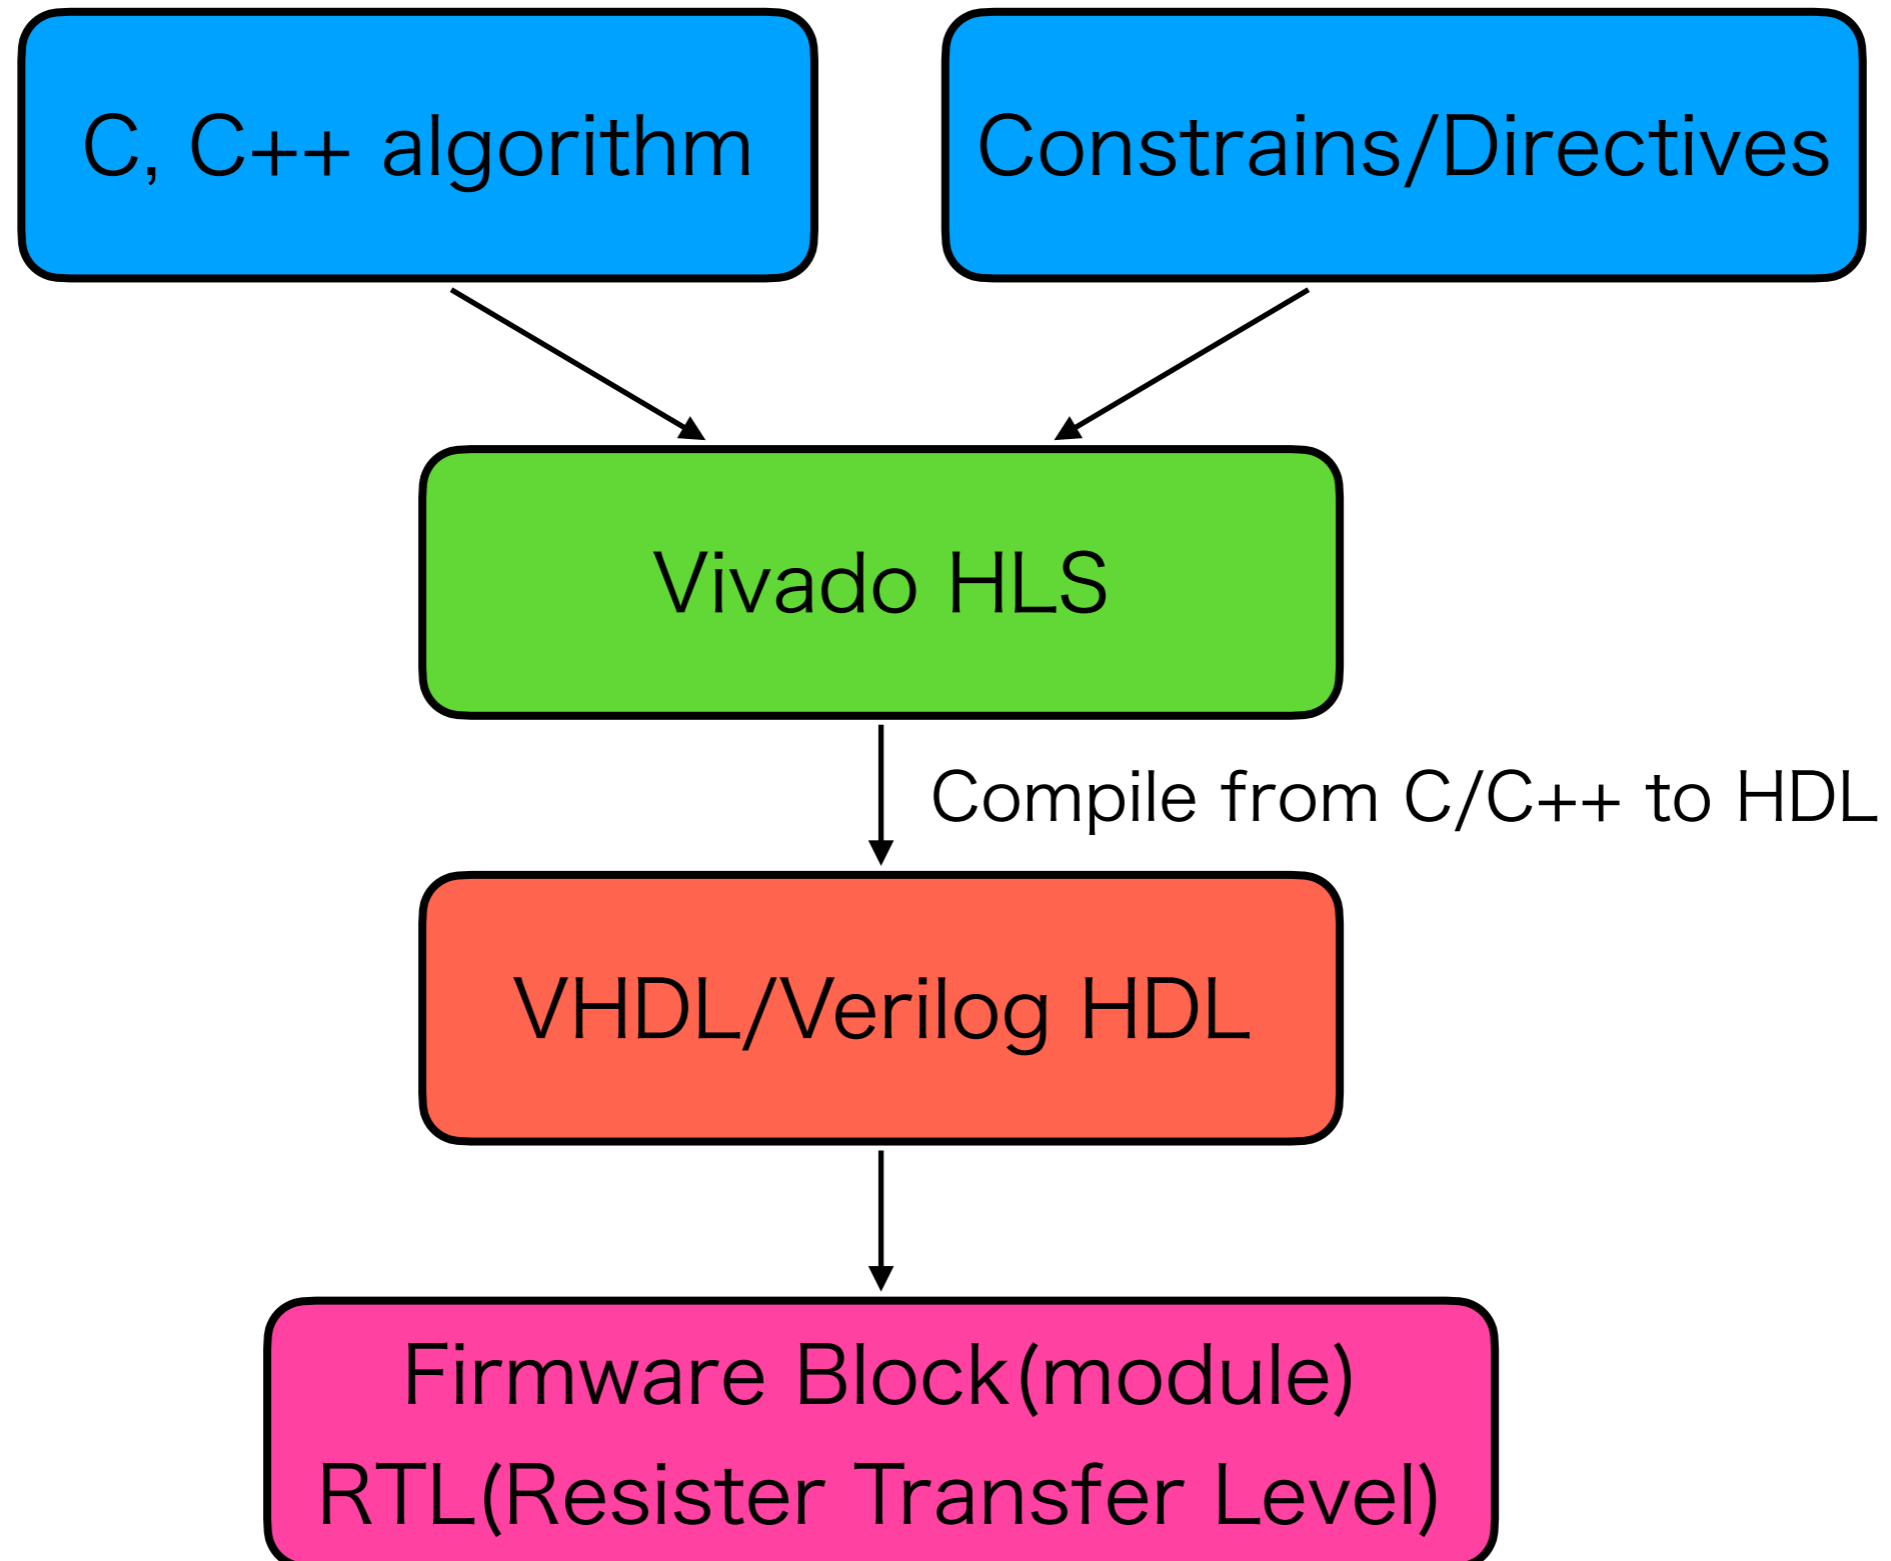 C, C++ algorithm
Constrains/Directives
Vivado HLS
Compile from C/C++ to HDL
VHDL/Verilog HDL
Firmware Block(module)
RTL(Resister Transfer Level)